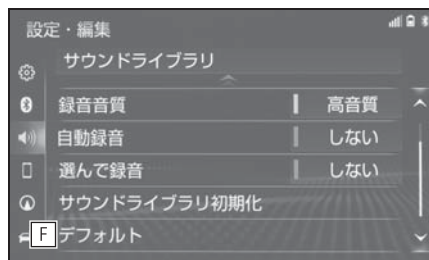 設定・編集
サウンドライブラリ
録音音質 高音質
自動録音 しない
選んで録音 しない
サウンドライブラリ初期化
F デフォルト